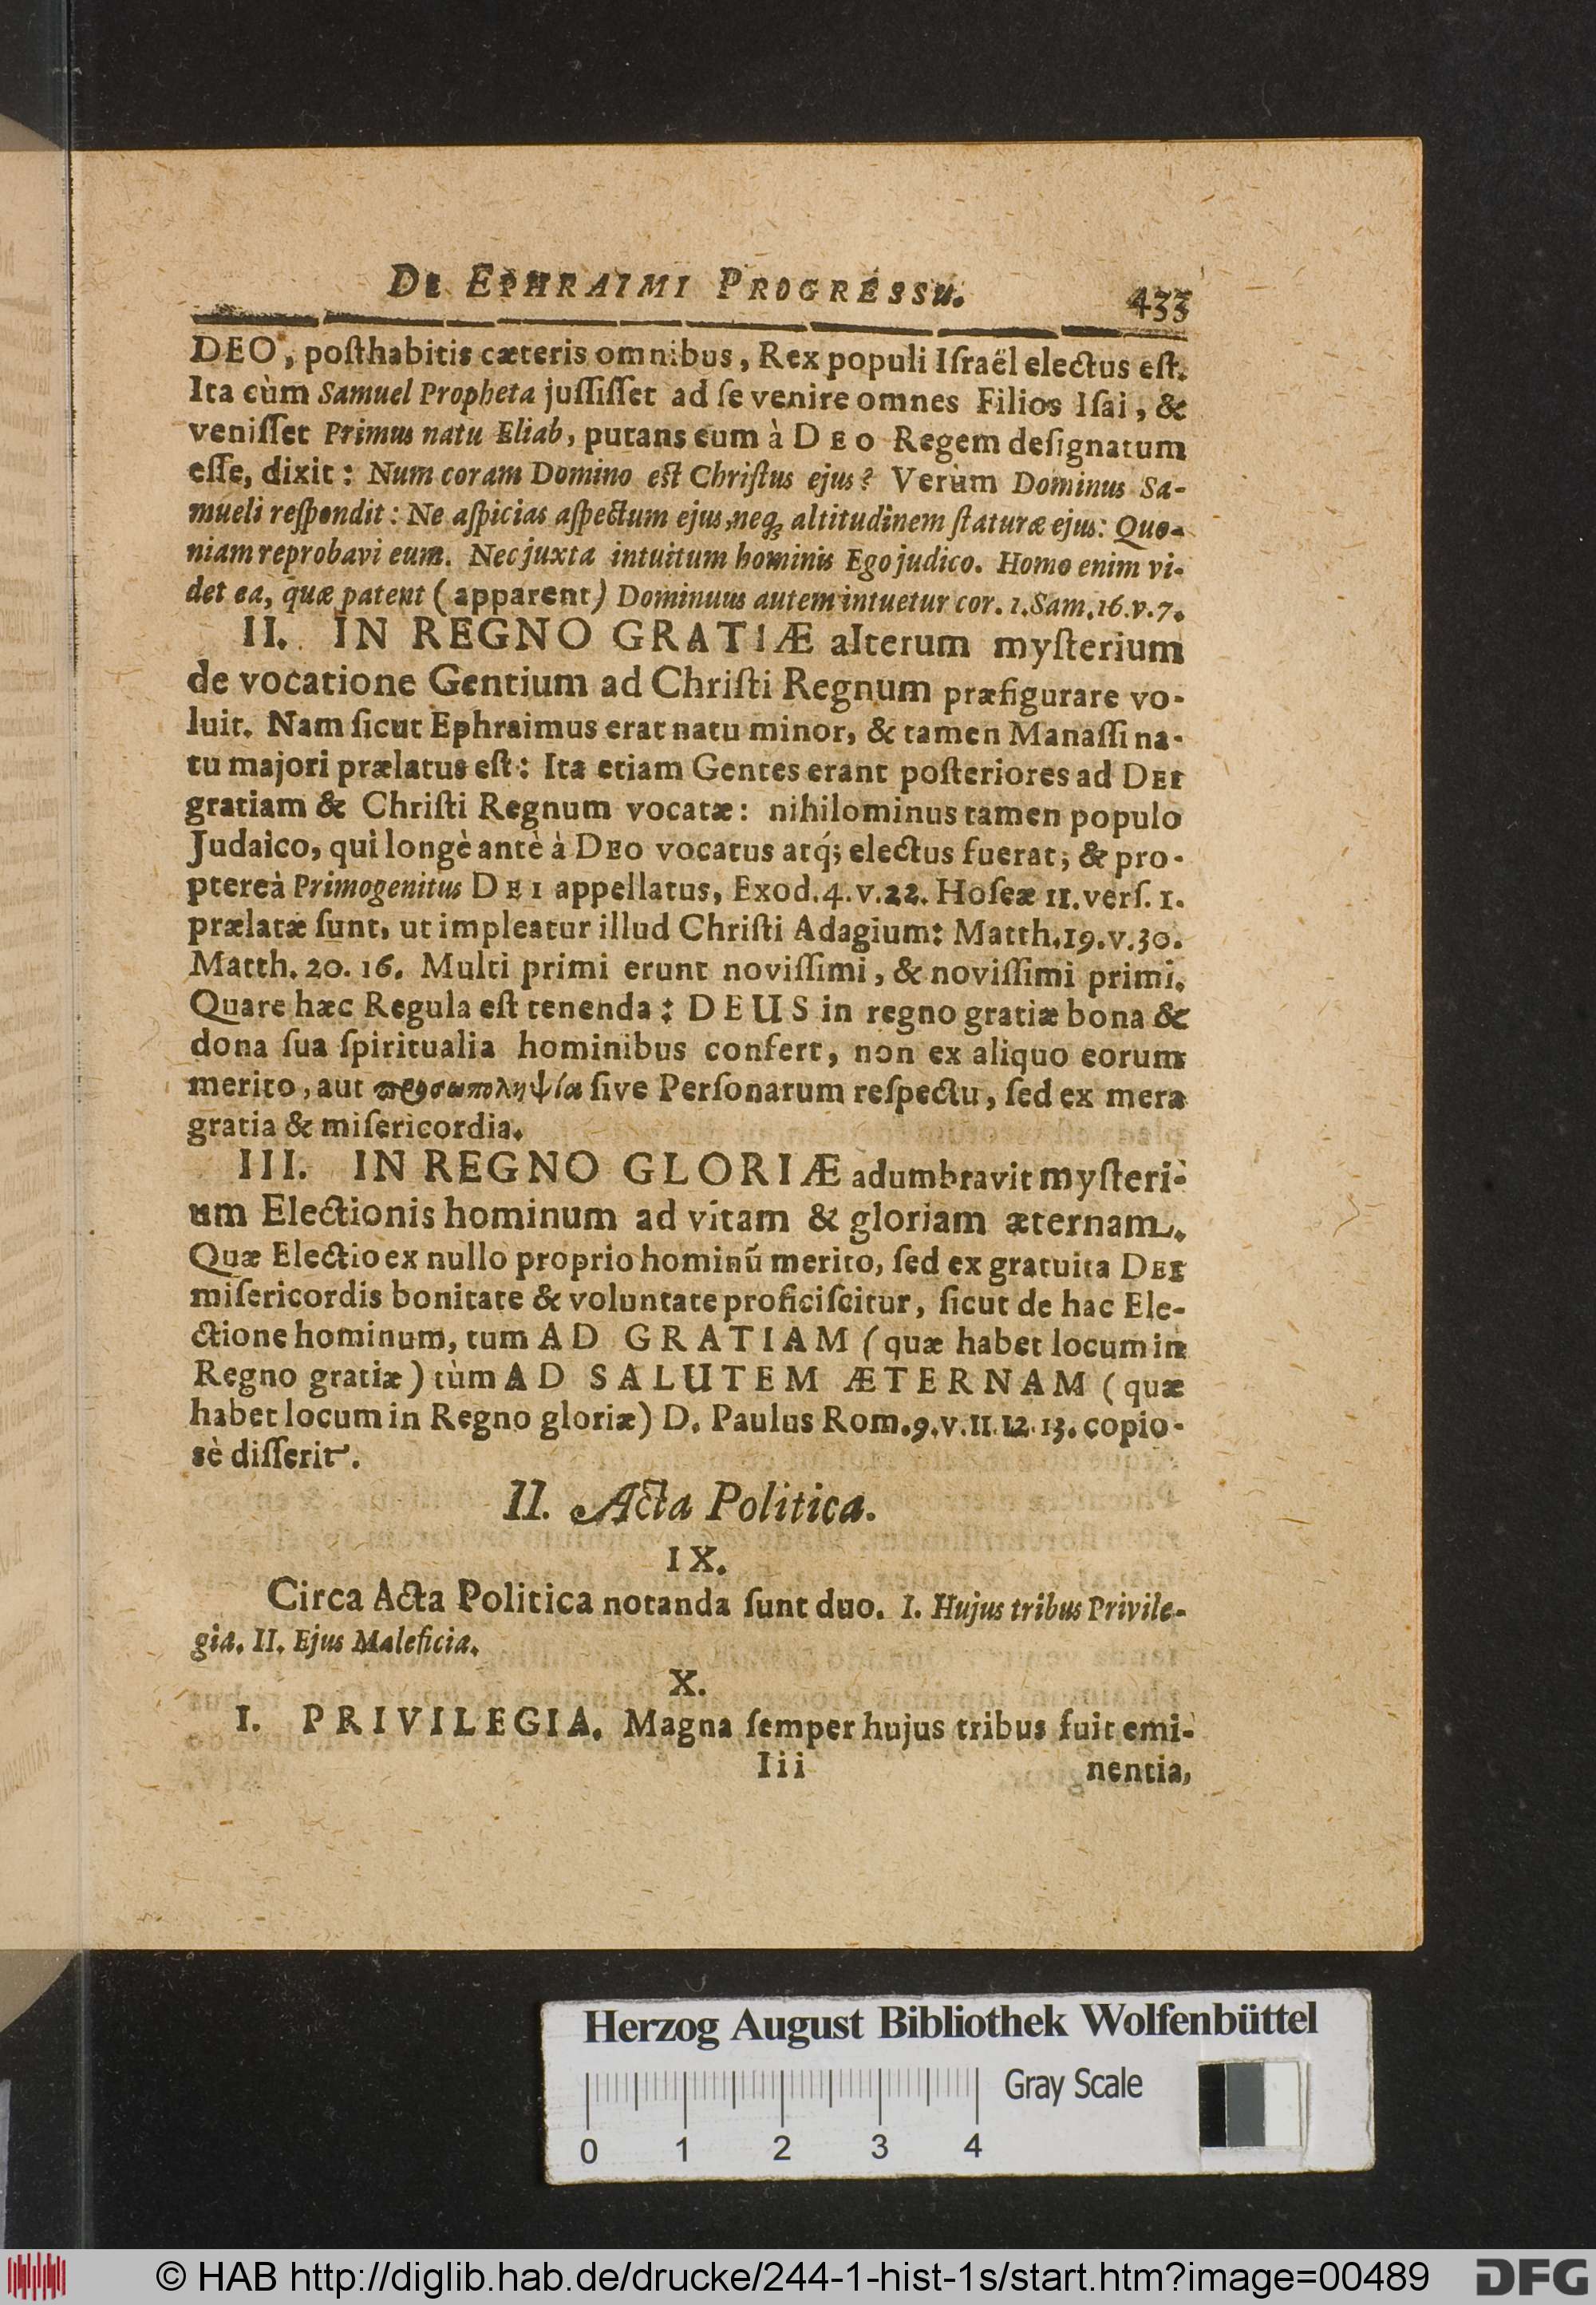 DE EPHRAIMI PROGRESSU. 433
DEO, poſthabitis cæteris omnibus, Rex populi Iſraël electus eſt.
Ita cùm Samuel Propheta juſſiſſet ad ſe venire omnes Filios Iſai, &
veniſſet Primus natu Eliab, putans eum à DEO Regem deſignatum
eſſe, dixit: Num coram Domino eſt Chriſtus ejus? Verùm Dominus Sa-
mueli reſpondit: Ne aſpicias aſpectum ejus, neq; altitudinem ſtaturæ ejus: Quo-
niam reprobavi eum. Nec juxta intuitum hominis Ego judico. Homo enim vi-
det ea, quæ patent (apparent) Dominuus autem intuetur cor. 1. Sam. 16. v. 7.
II. IN REGNO GRATIÆ alterum myſterium
de vocatione Gentium ad Chriſti Regnum præfigurare vo-
luit. Nam ſicut Ephraimus erat natu minor, & tamen Manaſſi na-
tu majori prælatus eſt: Ita etiam Gentes erant poſteriores ad DEI
gratiam & Chriſti Regnum vocatæ: nihilominus tamen populo
Judaico, qui longè antè à DEO vocatus atq́; electus fuerat; & pro-
ptereà Primogenitus DEI appellatus, Exod. 4. v. 22. Hoſeæ 11. verſ. 1.
prælatæ ſunt, ut impleatur illud Chriſti Adagium: Matth. 19. v. 30.
Matth. 20. 16. Multi primi erunt noviſſimi, & noviſſimi primi.
Quare hæc Regula eſt tenenda: DEUS in regno gratiæ bona &
dona ſua ſpiritualia hominibus confert, non ex aliquo eorum
merito, aut προσωποληψία ſive Perſonarum reſpectu, ſed ex mera
gratia & miſericordia.
III. IN REGNO GLORIÆ adumbravit myſteri-
um Electionis hominum ad vitam & gloriam æternam.
Quæ Electio ex nullo proprio hominũ merito, ſed ex gratuita DEI
miſericordis bonitate & voluntate proficiſcitur, ſicut de hac Ele-
ctione hominum, tum AD GRATIAM (quæ habet locum in
Regno gratiæ) tùm AD SALUTEM ÆTERNAM (quæ
habet locum in Regno gloriæ) D. Paulus Rom. 9. v. 11. 12. 13. copio-
sè diſſerit.
II. Acta Politica.
IX.
Circa Acta Politica notanda ſunt duo. I. Hujus tribus Privile-
gia. II. Ejus Maleficia.
X.
I. PRIVILEGIA. Magna ſemper hujus tribus fuit emi-
Iii nentia,
Herzog August Bibliothek Wolfenbüttel
Gray Scale
0 1 2 3 4
© HAB http://diglib.hab.de/drucke/244-1-hist-1s/start.htm?image=00489 DFG